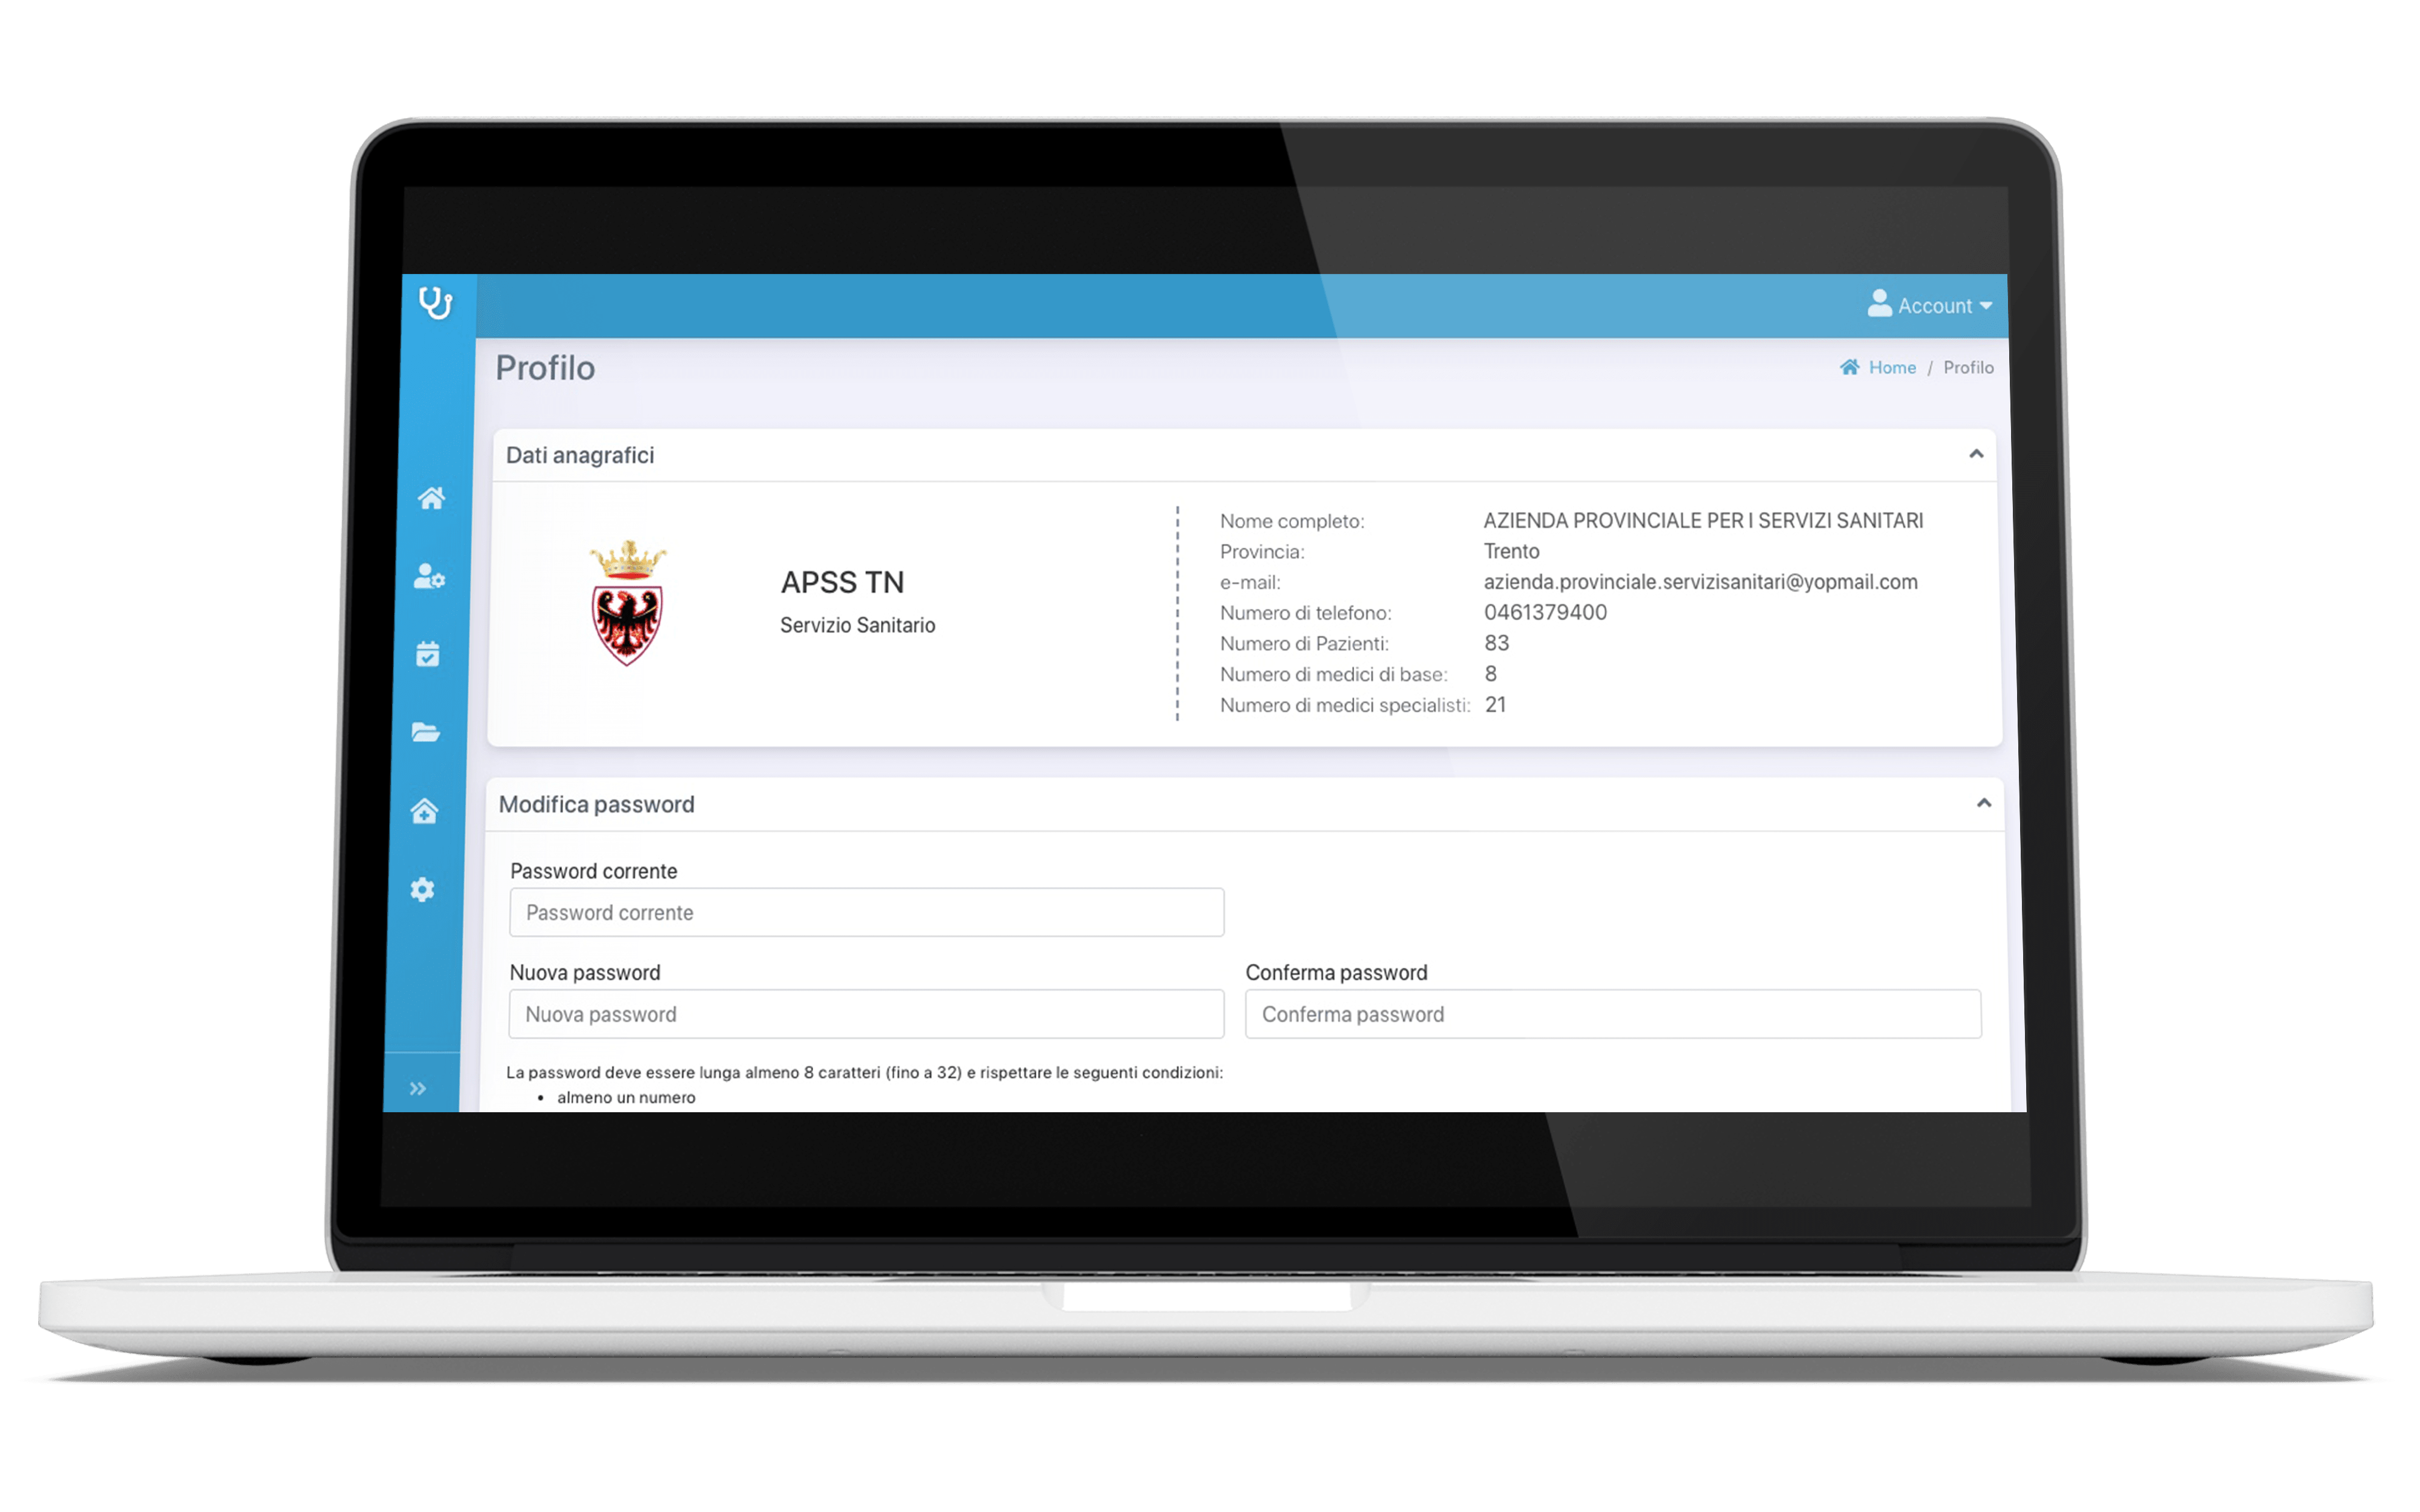 Account
Profilo
Home / Profilo
Dati anagrafici
APSS TN
Servizio Sanitario
Nome completo: AZIENDA PROVINCIALE PER I SERVIZI SANITARI
Provincia: Trento
e-mail: azienda.provinciale.servizisanitari@yopmail.com
Numero di telefono: 0461379400
Numero di Pazienti: 83
Numero di medici di base: 8
Numero di medici specialisti: 21
Modifica password
Password corrente
Password corrente
Nuova password Conferma password
Nuova password Conferma password
La password deve essere lunga almeno 8 caratteri (fino a 32) e rispettare le seguenti condizioni:
• almeno un numero